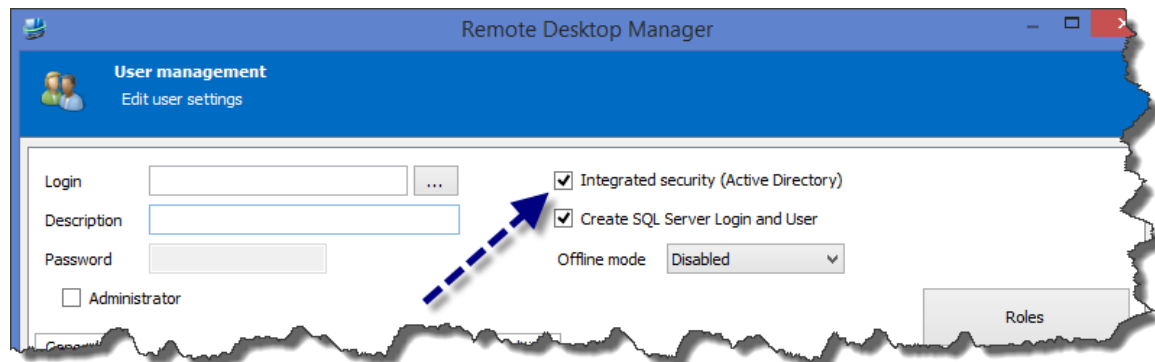 Remote Desktop Manager
User management
Edit user settings
Login
...
Integrated security (Active Directory)
Description
Create SQL Server Login and User
Password
Offline mode
Disabled
Administrator
Roles